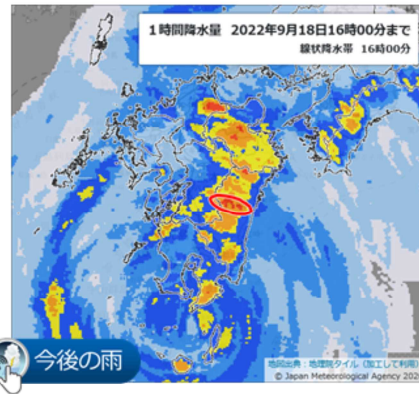 1時間降水量 2022年9月18日16時00分まで
線状降水帯 16時00分
今後の雨
地図出典：地理院タイル（加工して利用）
© Japan Meteorological Agency 202